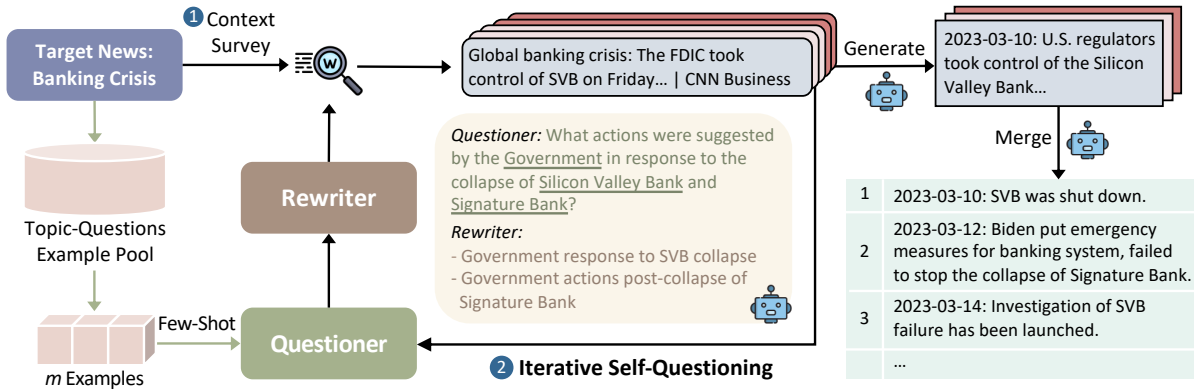 1 Context
Survey
Target News:
Banking Crisis
W
Global banking crisis: The FDIC took
control of SVB on Friday... | CNN Business
Generate
2023-03-10: U.S. regulators
took control of the Silicon
Valley Bank...
Merge
Questioner: What actions were suggested
by the Government in response to the
collapse of Silicon Valley Bank and
Signature Bank?
Rewriter:
- Government response to SVB collapse
- Government actions post-collapse of
Signature Bank
Rewriter
Topic-Questions
Example Pool
Few-Shot
m Examples
Questioner
2 Iterative Self-Questioning
1 2023-03-10: SVB was shut down.
2 2023-03-12: Biden put emergency
measures for banking system, failed
to stop the collapse of Signature Bank.
3 2023-03-14: Investigation of SVB
failure has been launched.
...